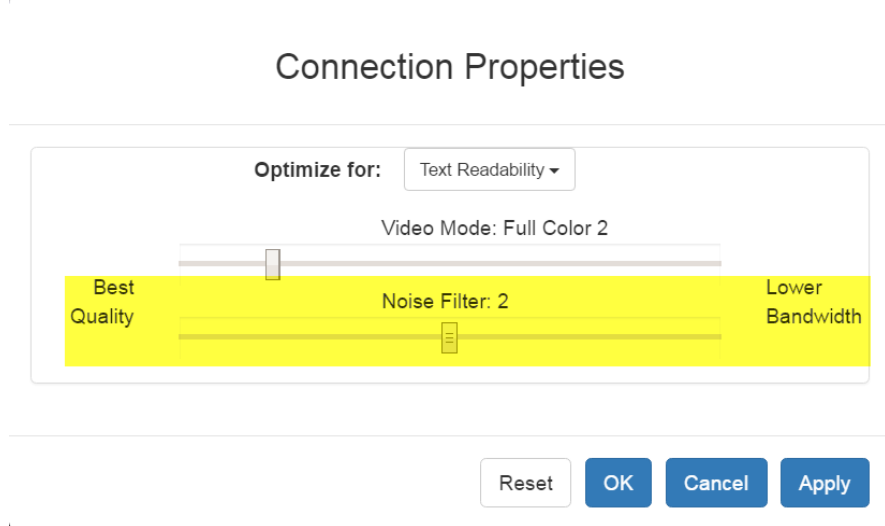 Connection Properties
Optimize for: Text Readability
Video Mode: Full Color 2
Best
Quality
Noise Filter: 2
Lower
Bandwidth
Reset OK Cancel Apply